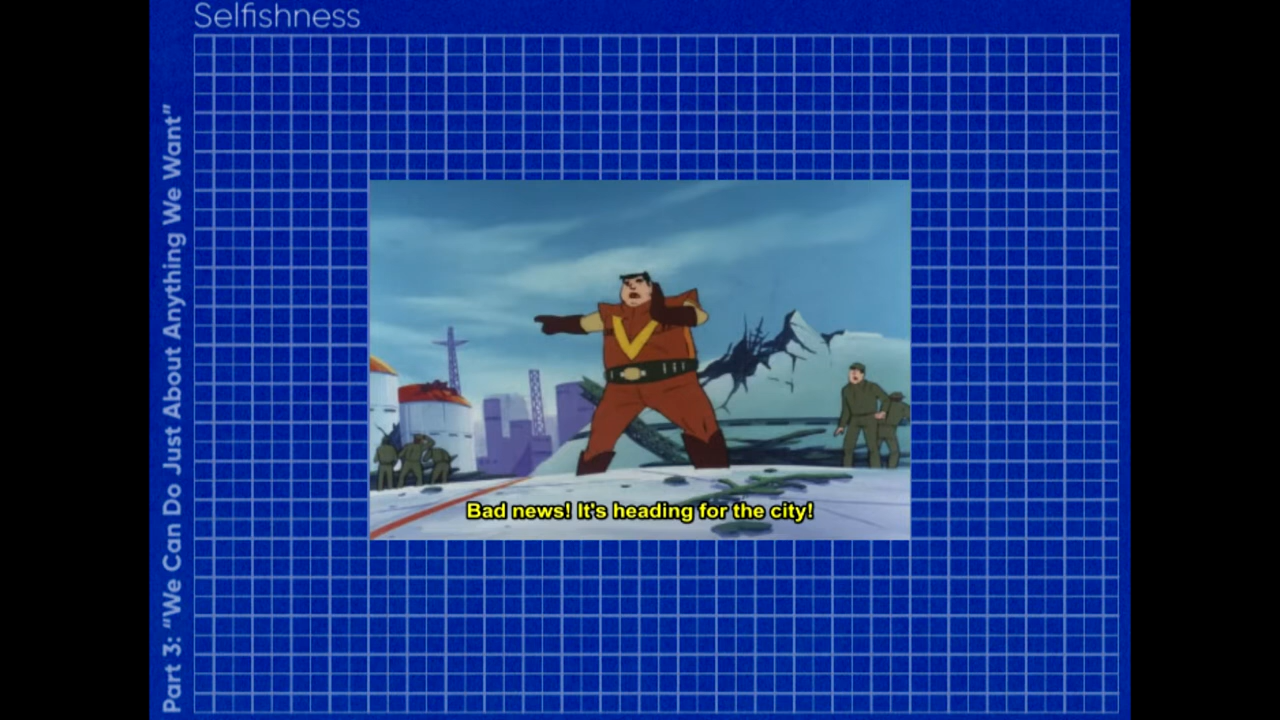 Selfishness
Part 3: “We Can Do Just About Anything We Want”
Bad news! It's heading for the city!